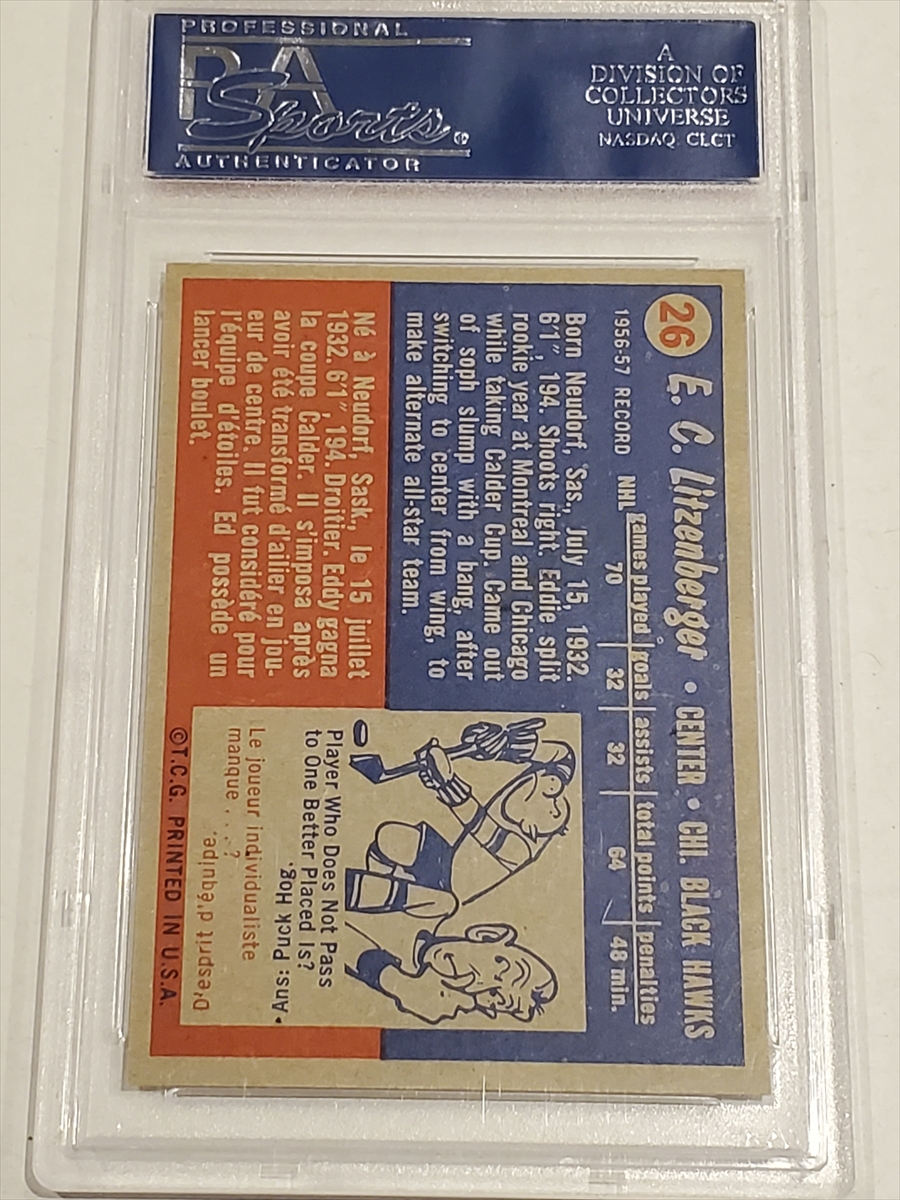 PROFESSIONAL
PSA
Sports
AUTHENTICATOR
A
DIVISION OF
COLLECTORS
UNIVERSE
NASDAQ CLCT
26 E. C. Litzenberger • CENTER • CHI. BLACK HAWKS
1956-57 RECORD NHL games played goals assists total points penalties
70 32 32 64 48 min.
Born Neudorf, Sas., July 15, 1932.
6'1", 194. Shoots right. Eddie split
rookie year at Montreal and Chicago
while taking Calder Cup. Came out
of soph slump with a bang, after
switching to center from wing, to
make alternate all-star team.
Né à Neudorf, Sask, le 15 juillet
1932. 6'1", 194. Droitier. Eddy gagna
la coupe Calder. Il s'imposa après
avoir été transformé d'ailier en jou-
eur de centre. Il fut considéré pour
l'équipe d'étoiles. Ed possède un
lancer boulet.
Player Who Does Not Pass
to One Better Placed Is?
Ans: Puck Hog.
Le joueur individualiste
manque . . . ?
D'esprit d'équipe.
©T.C.G. PRINTED IN U.S.A.